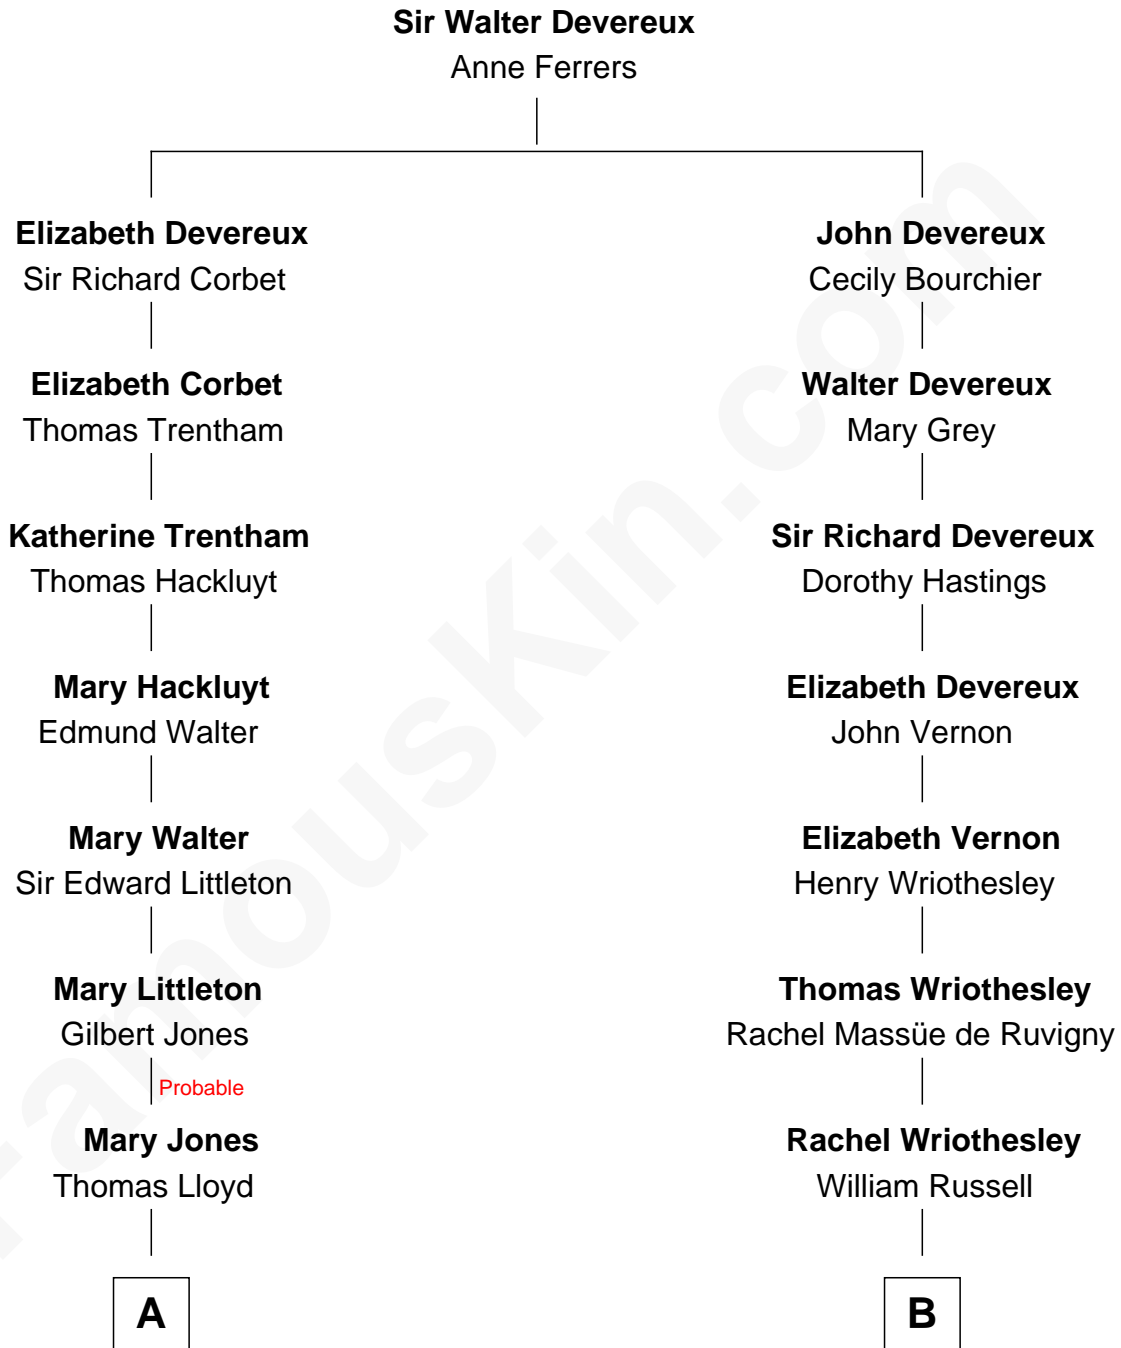 Sir Walter Devereux
Anne Ferrers
Elizabeth Devereux
Sir Richard Corbet
John Devereux
Cecily Bourchier
Elizabeth Corbet
Thomas Trentham
Walter Devereux
Mary Grey
Katherine Trentham
Thomas Hackluyt
Sir Richard Devereux
Dorothy Hastings
Mary Hackluyt
Edmund Walter
Elizabeth Devereux
John Vernon
Mary Walter
Sir Edward Littleton
Elizabeth Vernon
Henry Wriothesley
Mary Littleton
Gilbert Jones
Probable
Thomas Wriothesley
Rachel Massüe de Ruvigny
Mary Jones
Thomas Lloyd
Rachel Wriothesley
William Russell
A
B
FamousKin.com